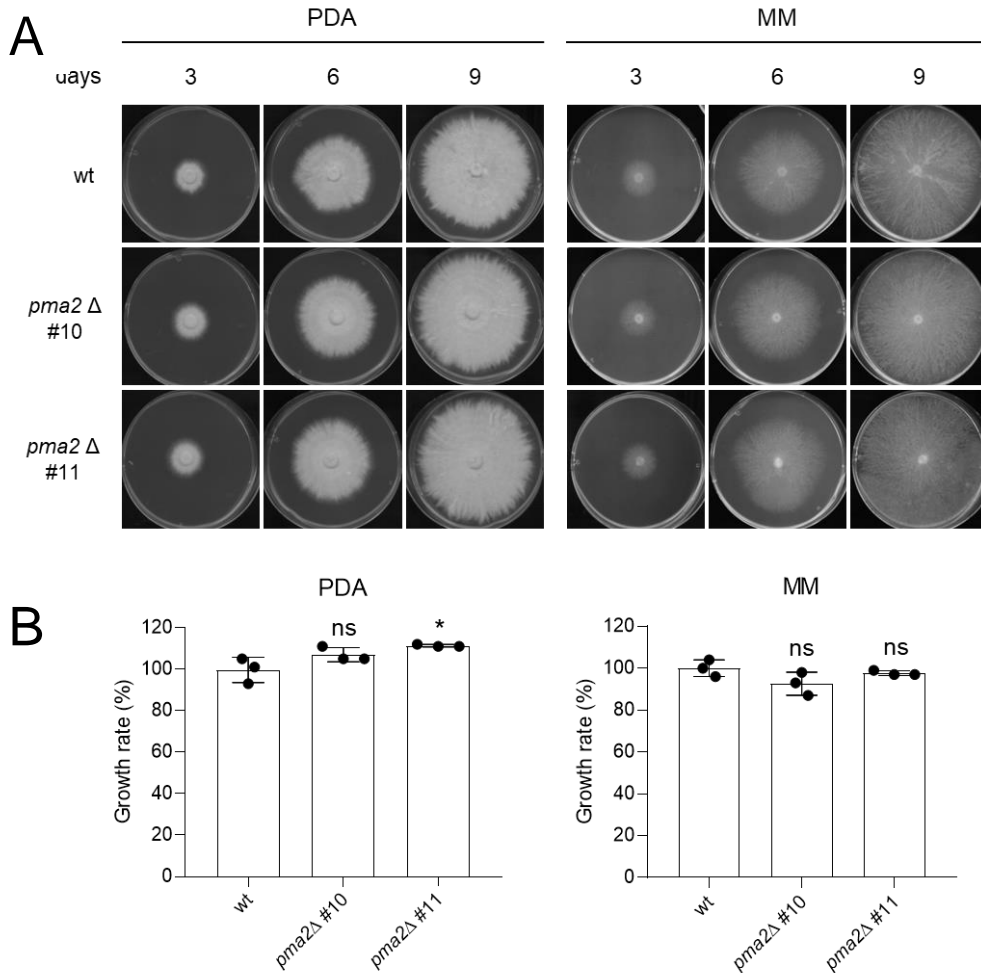 A
PDA MM
days 3 6 9 3 6 9
wt
pma2 Δ
#10
pma2 Δ
#11
B
PDA
Growth rate (%)
120
100
80
60
40
20
0
ns
*
wt
pma2Δ #10
pma2Δ #11
MM
Growth rate (%)
120
100
80
60
40
20
0
ns
ns
wt
pma2Δ #10
pma2Δ #11